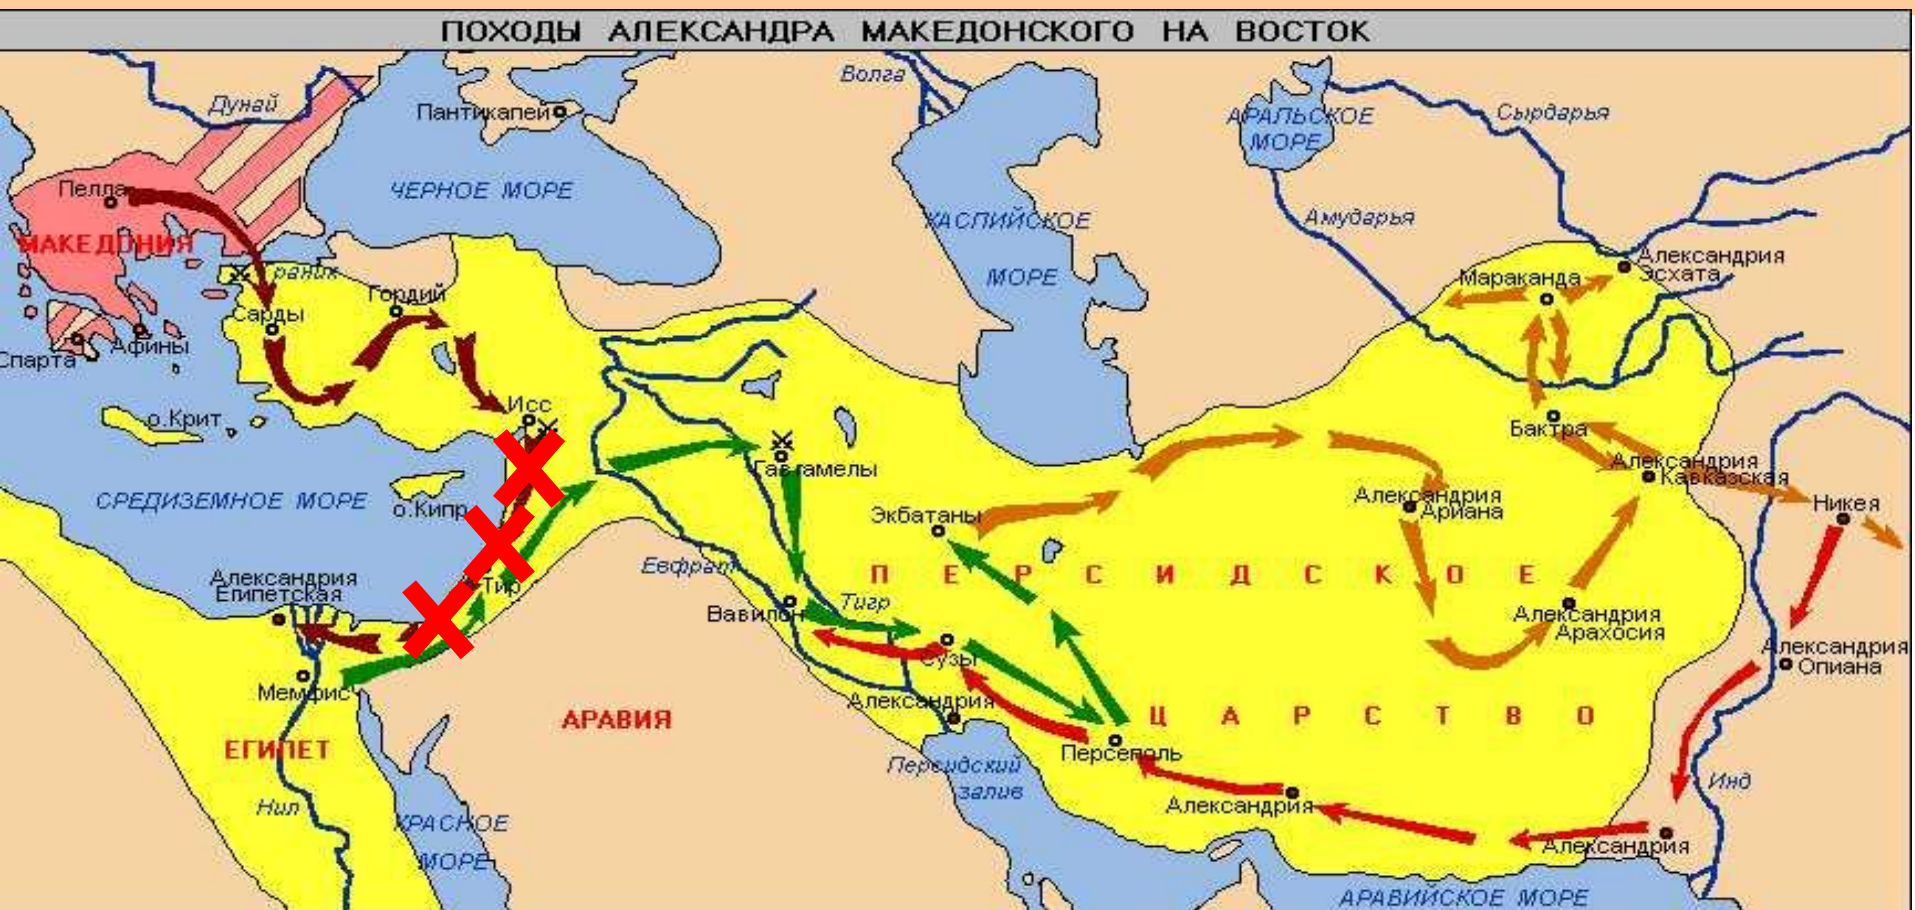 ПОХОДЫ АЛЕКСАНДРА МАКЕДОНСКОГО НА ВОСТОК
Волга
Дунай
Пантикапей
АРАЛЬСКОЕ
МОРЕ
Сырдарья
Пелла
ЧЕРНОЕ МОРЕ
КАСПИЙСКОЕ
МОРЕ
Амударья
МАКЕДОНИЯ
Граник
Александрия
Эсхата
Мараканда
Гордий
Сарды
Спарта
Афины
Исс
о.Крит
Бактра
Гавгамелы
Александрия
Кавказская
СРЕДИЗЕМНОЕ МОРЕ
о.Кипр
Александрия
Ариана
Никея
Экбатаны
Евфрат
ПЕРСИДСКОЕ
Александрия
Египетская
Тир
Вавилон
Тигр
Александрия
Арахосия
Сузы
Александрия
Опиана
Мемфис
Александрия
АРАВИЯ
ЦАРСТВО
ЕГИПЕТ
Персеполь
Персидский
залив
Инд
Нил
Александрия
КРАСНОЕ
МОРЕ
Александрия
АРАВИЙСКОЕ МОРЕ